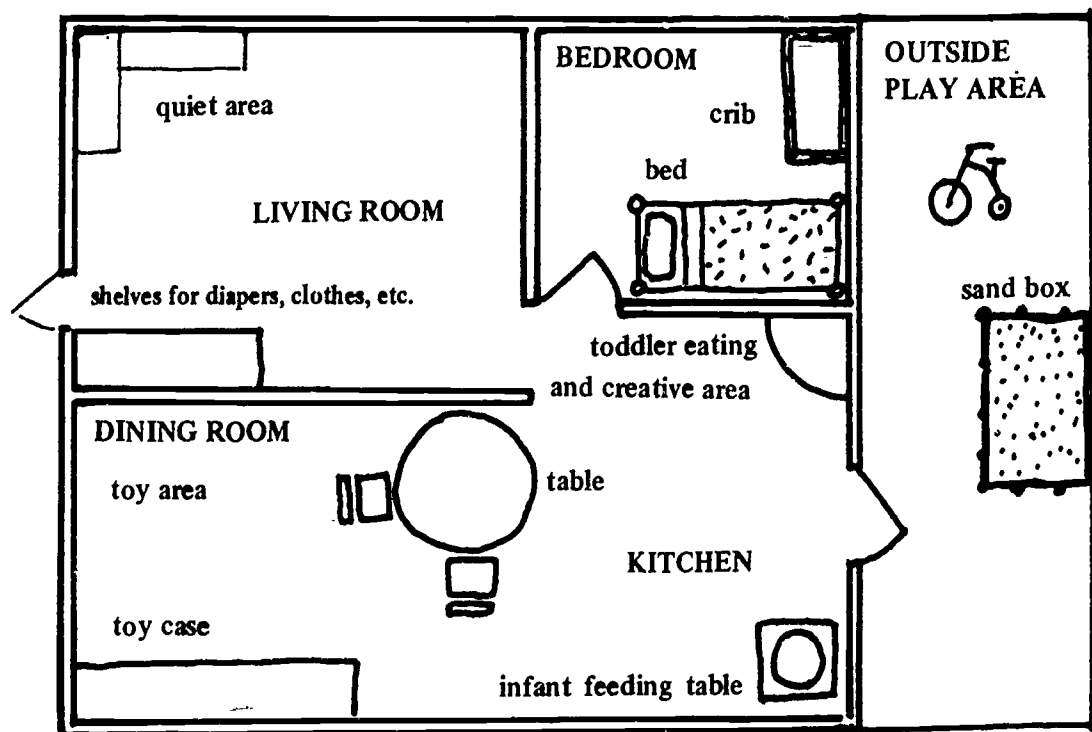 BEDROOM
OUTSIDE
PLAY AREA
quiet area
crib
bed
LIVING ROOM
shelves for diapers, clothes, etc.
sand box
toddler eating
and creative area
DINING ROOM
toy area
table
KITCHEN
toy case
infant feeding table